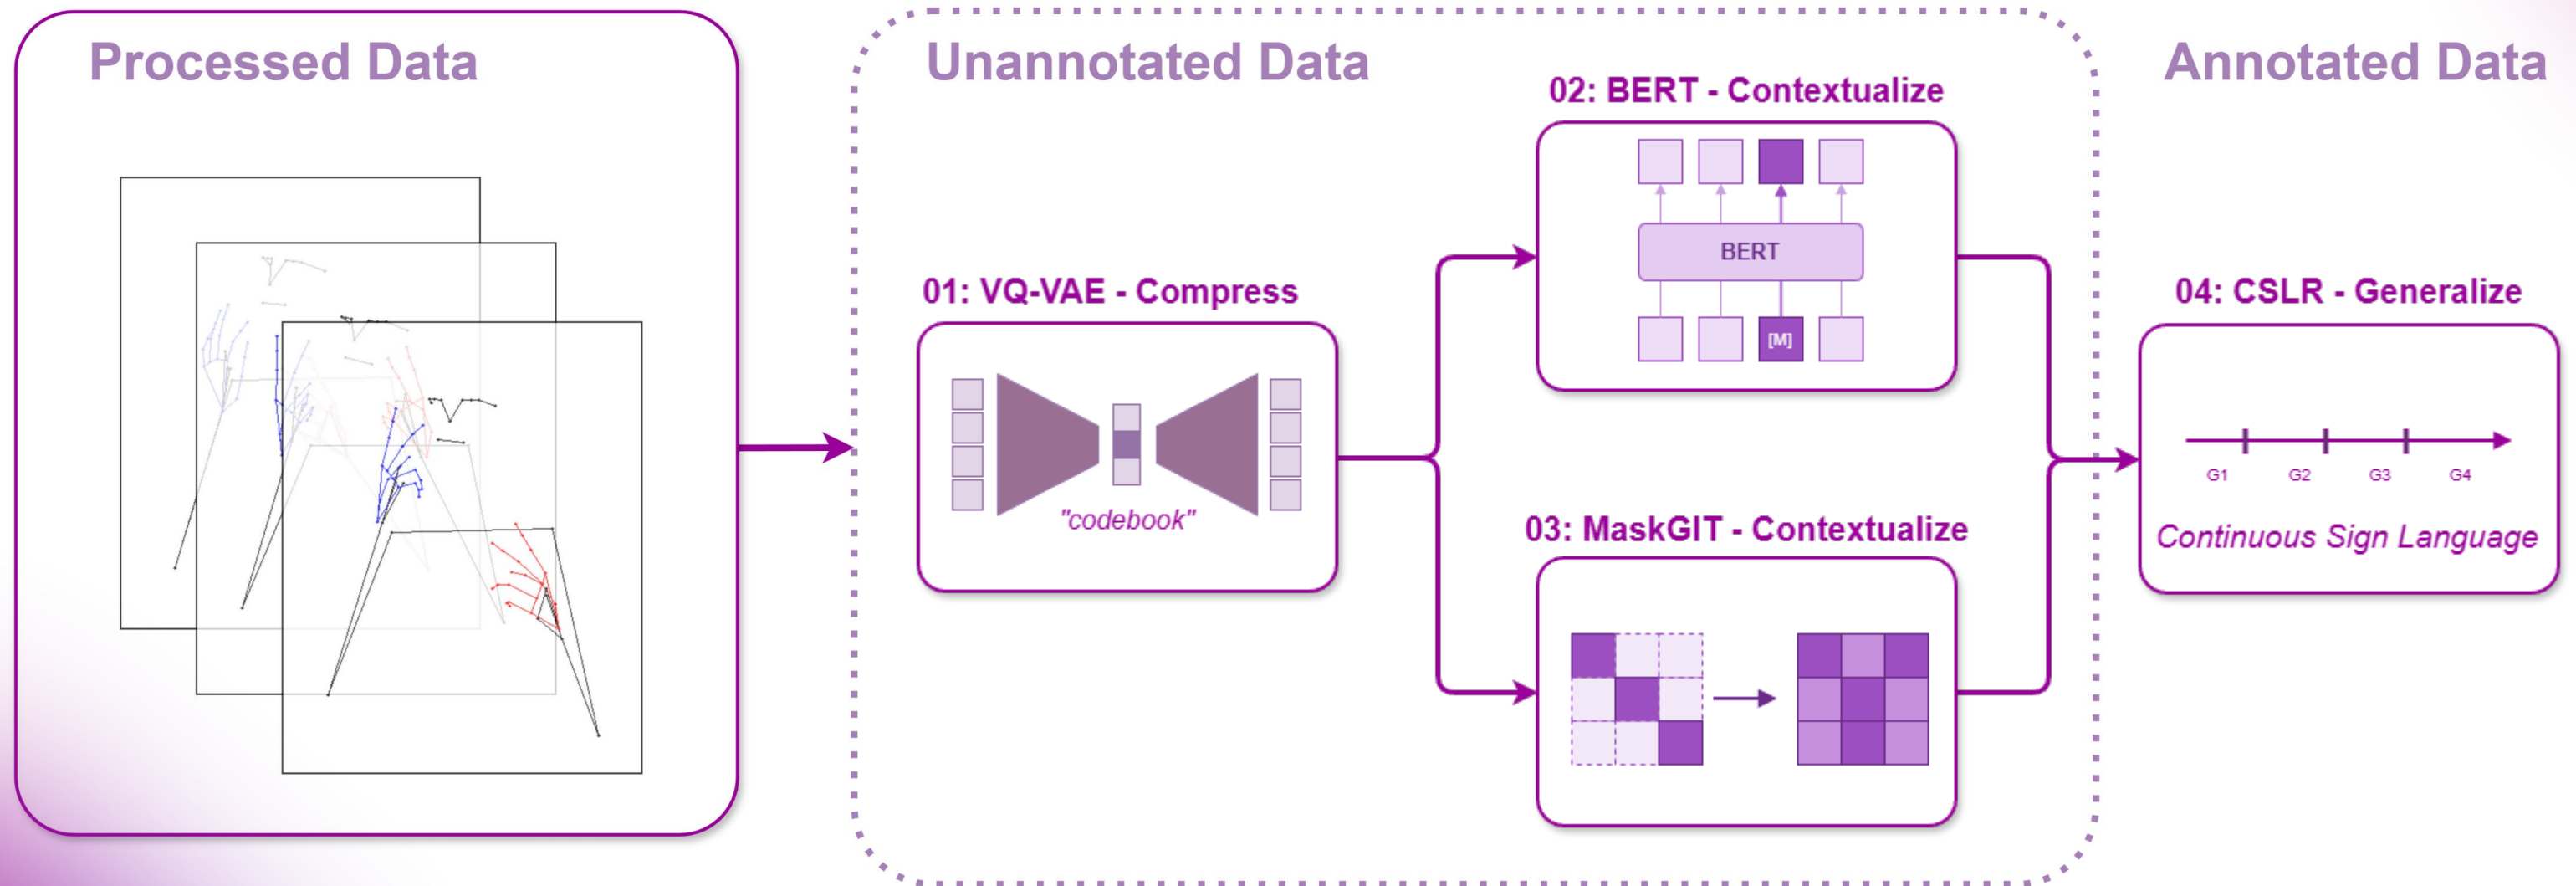 Processed Data
Unannotated Data
01: VQ-VAE - Compress
"codebook"
02: BERT - Contextualize
BERT
[M]
03: MaskGIT - Contextualize
Annotated Data
04: CSLR - Generalize
G1 G2 G3 G4
Continuous Sign Language